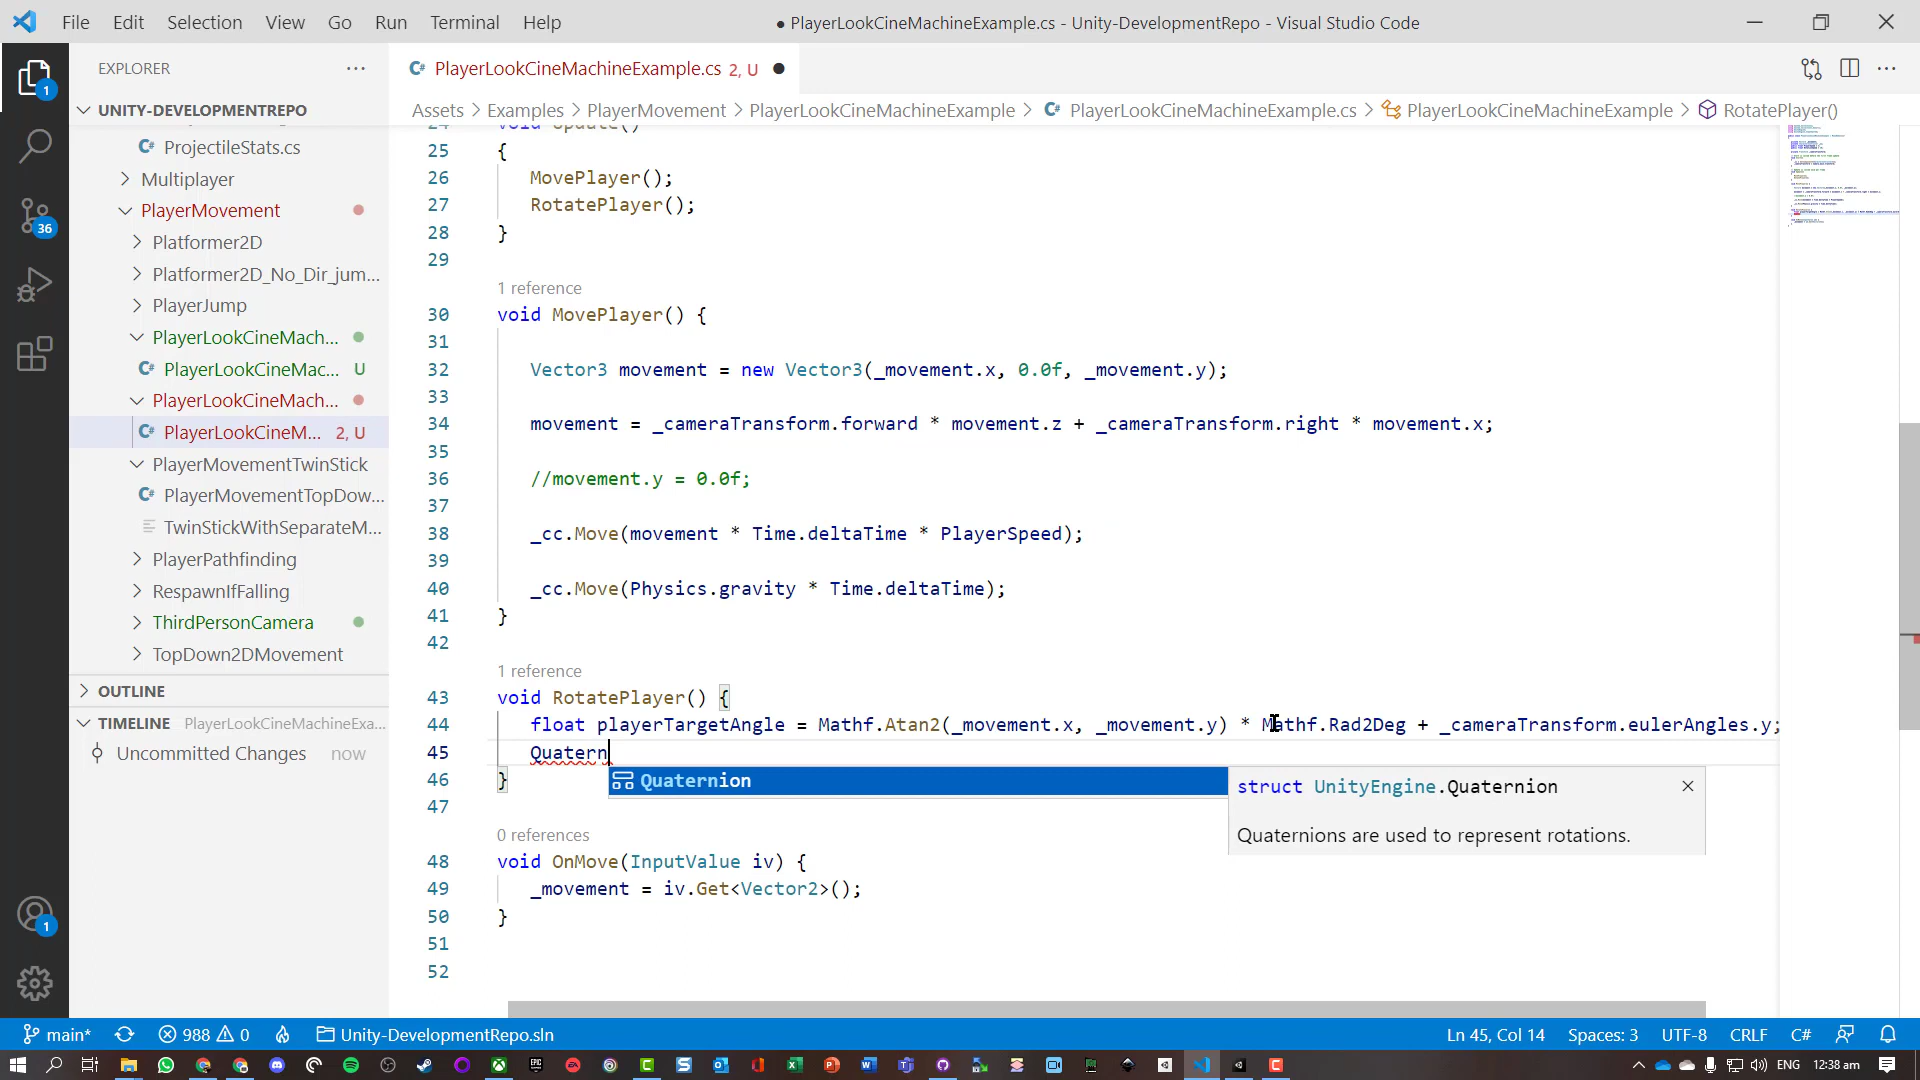 File Edit Selection View Go Run Terminal Help
● PlayerLookCineMachineExample.cs - Unity-DevelopmentRepo - Visual Studio Code
EXPLORER
PlayerLookCineMachineExample.cs 2, U
UNITY-DEVELOPMENTREPO
Assets > Examples > PlayerMovement > PlayerLookCineMachineExample > PlayerLookCineMachineExample.cs > PlayerLookCineMachineExample > RotatePlayer()
ProjectileStats.cs
Multiplayer
PlayerMovement
Platformer2D
Platformer2D_No_Dir_jum...
PlayerJump
PlayerLookCineMach...
PlayerLookCineMac... U
PlayerLookCineMach...
PlayerLookCineM... 2, U
PlayerMovementTwinStick
PlayerMovementTopDow...
TwinStickWithSeparateM...
PlayerPathfinding
RespawnIfFalling
ThirdPersonCamera
TopDown2DMovement
OUTLINE
TIMELINE PlayerLookCineMachineExa...
Uncommitted Changes now
1
36
1
24 void Update()
25 {
26 MovePlayer();
27 RotatePlayer();
28 }
29
1 reference
30 void MovePlayer() {
31
32 Vector3 movement = new Vector3(_movement.x, 0.0f, _movement.y);
33
34 movement = _cameraTransform.forward * movement.z + _cameraTransform.right * movement.x;
35
36 //movement.y = 0.0f;
37
38 _cc.Move(movement * Time.deltaTime * PlayerSpeed);
39
40 _cc.Move(Physics.gravity * Time.deltaTime);
41 }
42
1 reference
43 void RotatePlayer() {
44 float playerTargetAngle = Mathf.Atan2(_movement.x, _movement.y) * Mathf.Rad2Deg + _cameraTransform.eulerAngles.y;
45 Quatern
Quaternion
struct UnityEngine.Quaternion
Quaternions are used to represent rotations.
46 }
47
0 references
48 void OnMove(InputValue iv) {
49 _movement = iv.Get<Vector2>();
50 }
51
52
main* 988 0 Unity-DevelopmentRepo.sln
Ln 45, Col 14 Spaces: 3 UTF-8 CRLF C#
ENG 12:38 am